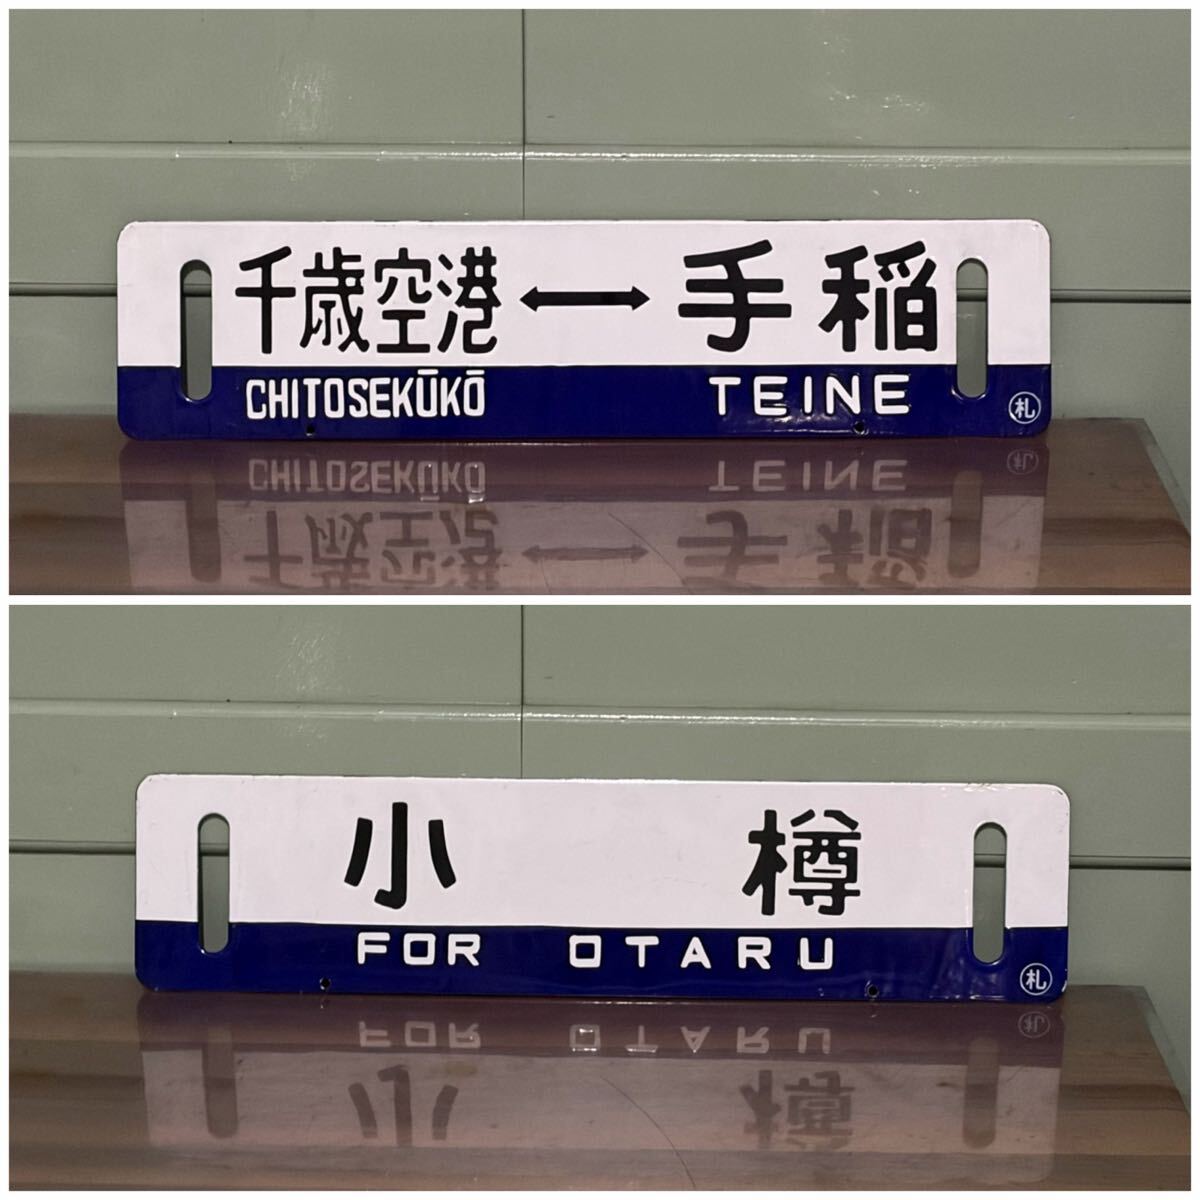 千歳空港↔手稲
CHITOSEKŪKŌ TEINE
札
小樽
FOR OTARU
札